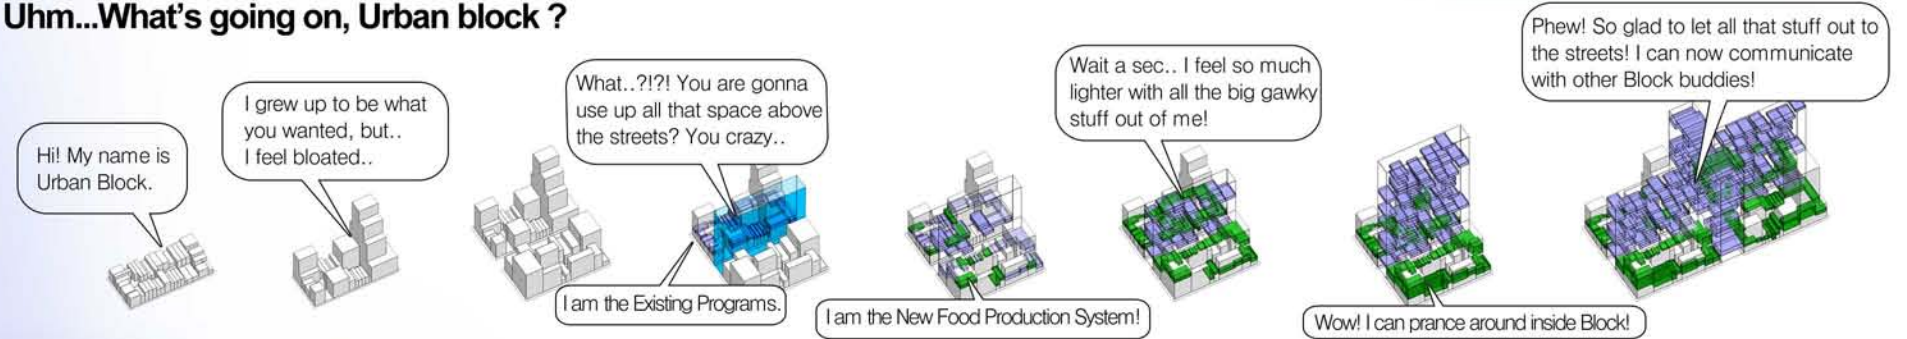 Uhm...What's going on, Urban block ?
Hi! My name is
Urban Block.
I grew up to be what
you wanted, but..
I feel bloated..
What..?!?! You are gonna
use up all that space above
the streets? You crazy..
I am the Existing Programs.
I am the New Food Production System!
Wait a sec.. I feel so much
lighter with all the big gawky
stuff out of me!
Wow! I can prance around inside Block!
Phew! So glad to let all that stuff out to
the streets! I can now communicate
with other Block buddies!